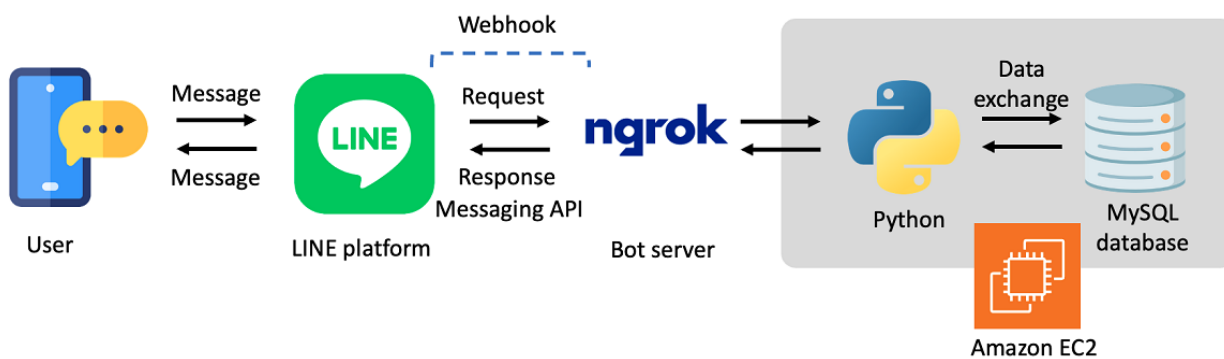 Webhook
Message
Message
User
LINE
LINE platform
Request
Response
Messaging API
ngrok
Bot server
Python
Data
exchange
MySQL
database
Amazon EC2